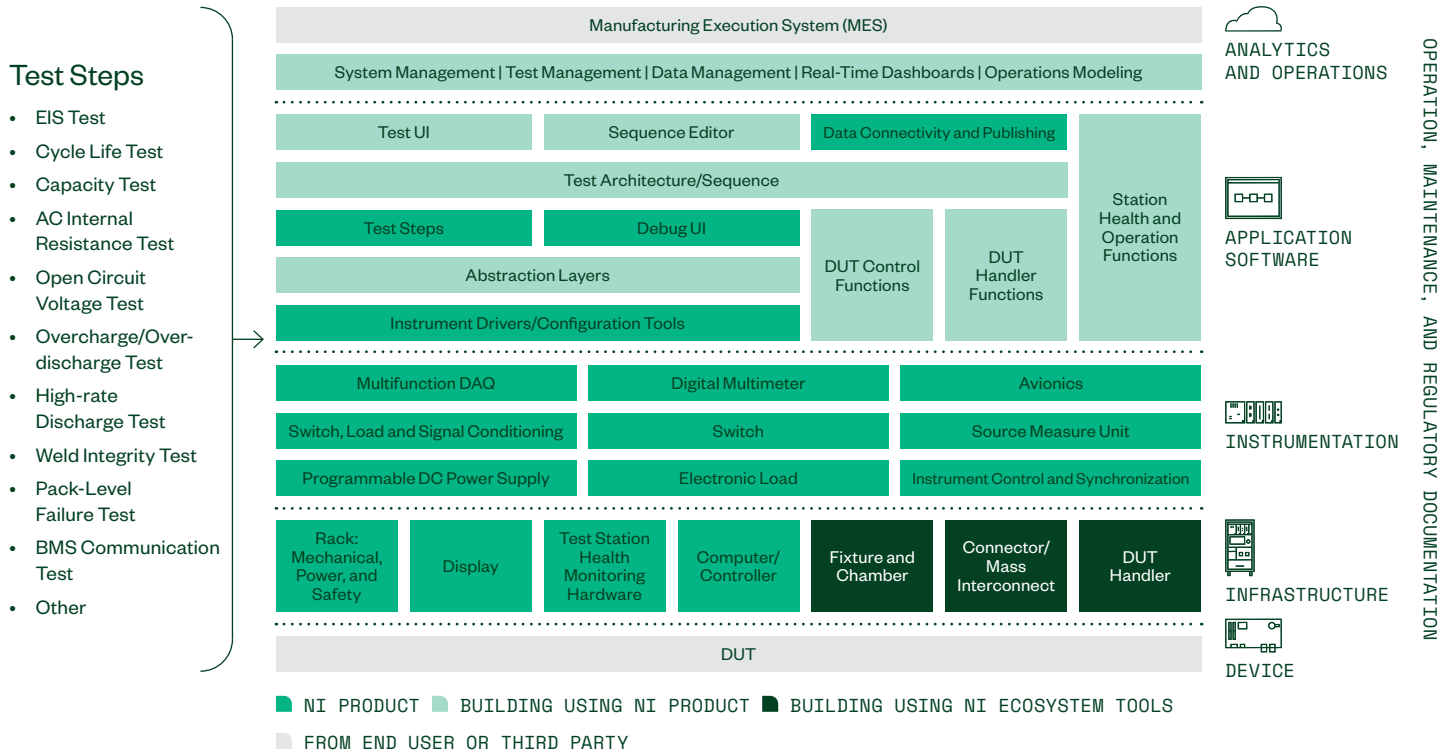 Test Steps
• EIS Test
• Cycle Life Test
• Capacity Test
• AC Internal
Resistance Test
• Open Circuit
Voltage Test
• Overcharge/Over-
discharge Test
• High-rate
Discharge Test
• Weld Integrity Test
• Pack-Level
Failure Test
• BMS Communication
Test
• Other
Manufacturing Execution System (MES)
System Management | Test Management | Data Management | Real-Time Dashboards | Operations Modeling
Test UI
Sequence Editor
Data Connectivity and Publishing
Test Architecture/Sequence
Station
Health and
Operation
Functions
Test Steps
Debug UI
DUT Control
Functions
DUT
Handler
Functions
Abstraction Layers
Instrument Drivers/Configuration Tools
Multifunction DAQ
Digital Multimeter
Avionics
Switch, Load and Signal Conditioning
Switch
Source Measure Unit
Programmable DC Power Supply
Electronic Load
Instrument Control and Synchronization
Rack:
Mechanical,
Power, and
Safety
Display
Test Station
Health
Monitoring
Hardware
Computer/
Controller
Fixture and
Chamber
Connector/
Mass
Interconnect
DUT
Handler
DUT
ANALYTICS
AND OPERATIONS
APPLICATION
SOFTWARE
INSTRUMENTATION
INFRASTRUCTURE
DEVICE
OPERATION, MAINTENANCE, AND REGULATORY DOCUMENTATION
NI PRODUCT
BUILDING USING NI PRODUCT
BUILDING USING NI ECOSYSTEM TOOLS
FROM END USER OR THIRD PARTY